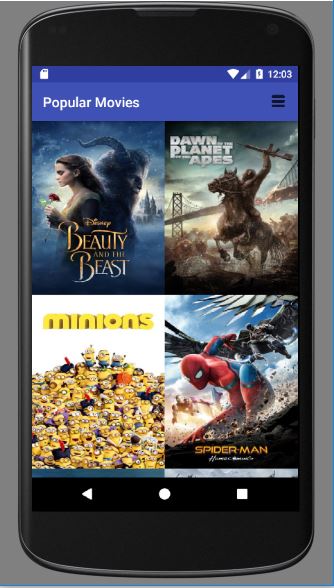 12:03
Popular Movies
Disney
BEAUTY
AND THE
BEAST
DAWN OF THE
PLANET
OF THE
APES
minions
SPIDER-MAN
HOMECOMING